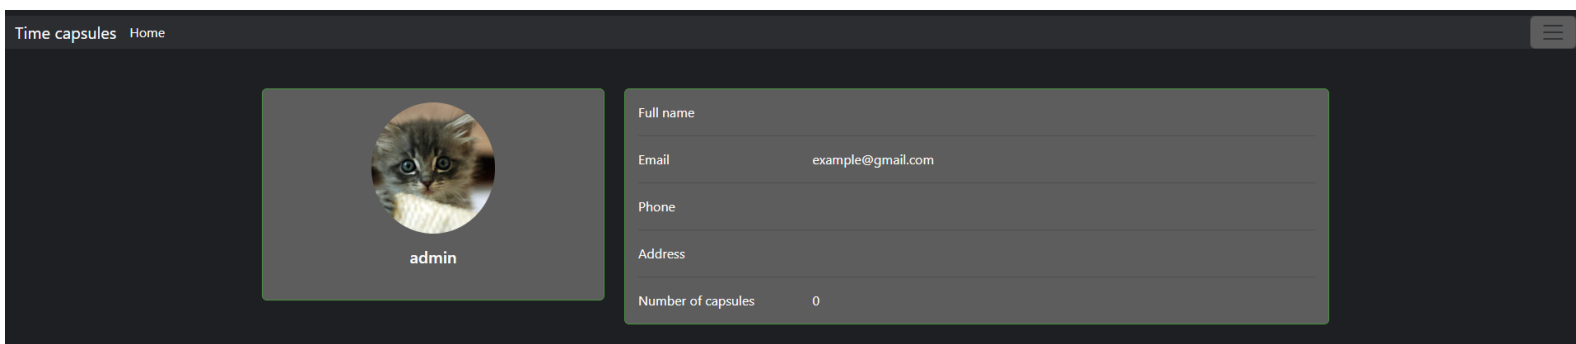 Time capsules Home
admin
Full name
Email example@gmail.com
Phone
Address
Number of capsules 0